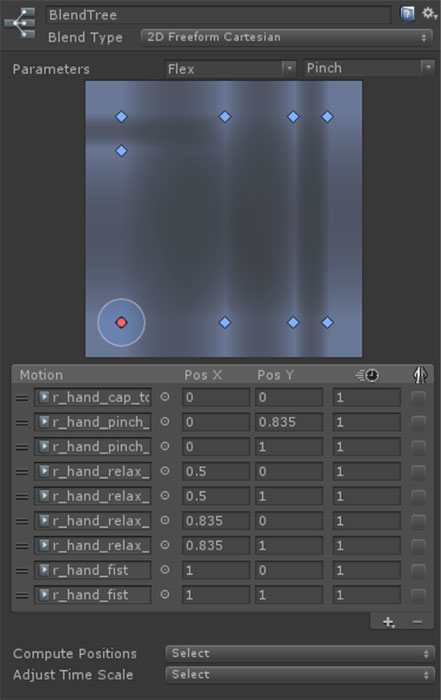 BlendTree
Blend Type 2D Freeform Cartesian
Parameters Flex Pinch
Motion Pos X Pos Y
r_hand_cap_to 0 0 1
r_hand_pinch_ 0 0.835 1
r_hand_pinch_ 0 1 1
r_hand_relax_ 0.5 0 1
r_hand_relax_ 0.5 1 1
r_hand_relax_ 0.835 0 1
r_hand_relax_ 0.835 1 1
r_hand_fist 1 0 1
r_hand_fist 1 1 1
Compute Positions Select
Adjust Time Scale Select